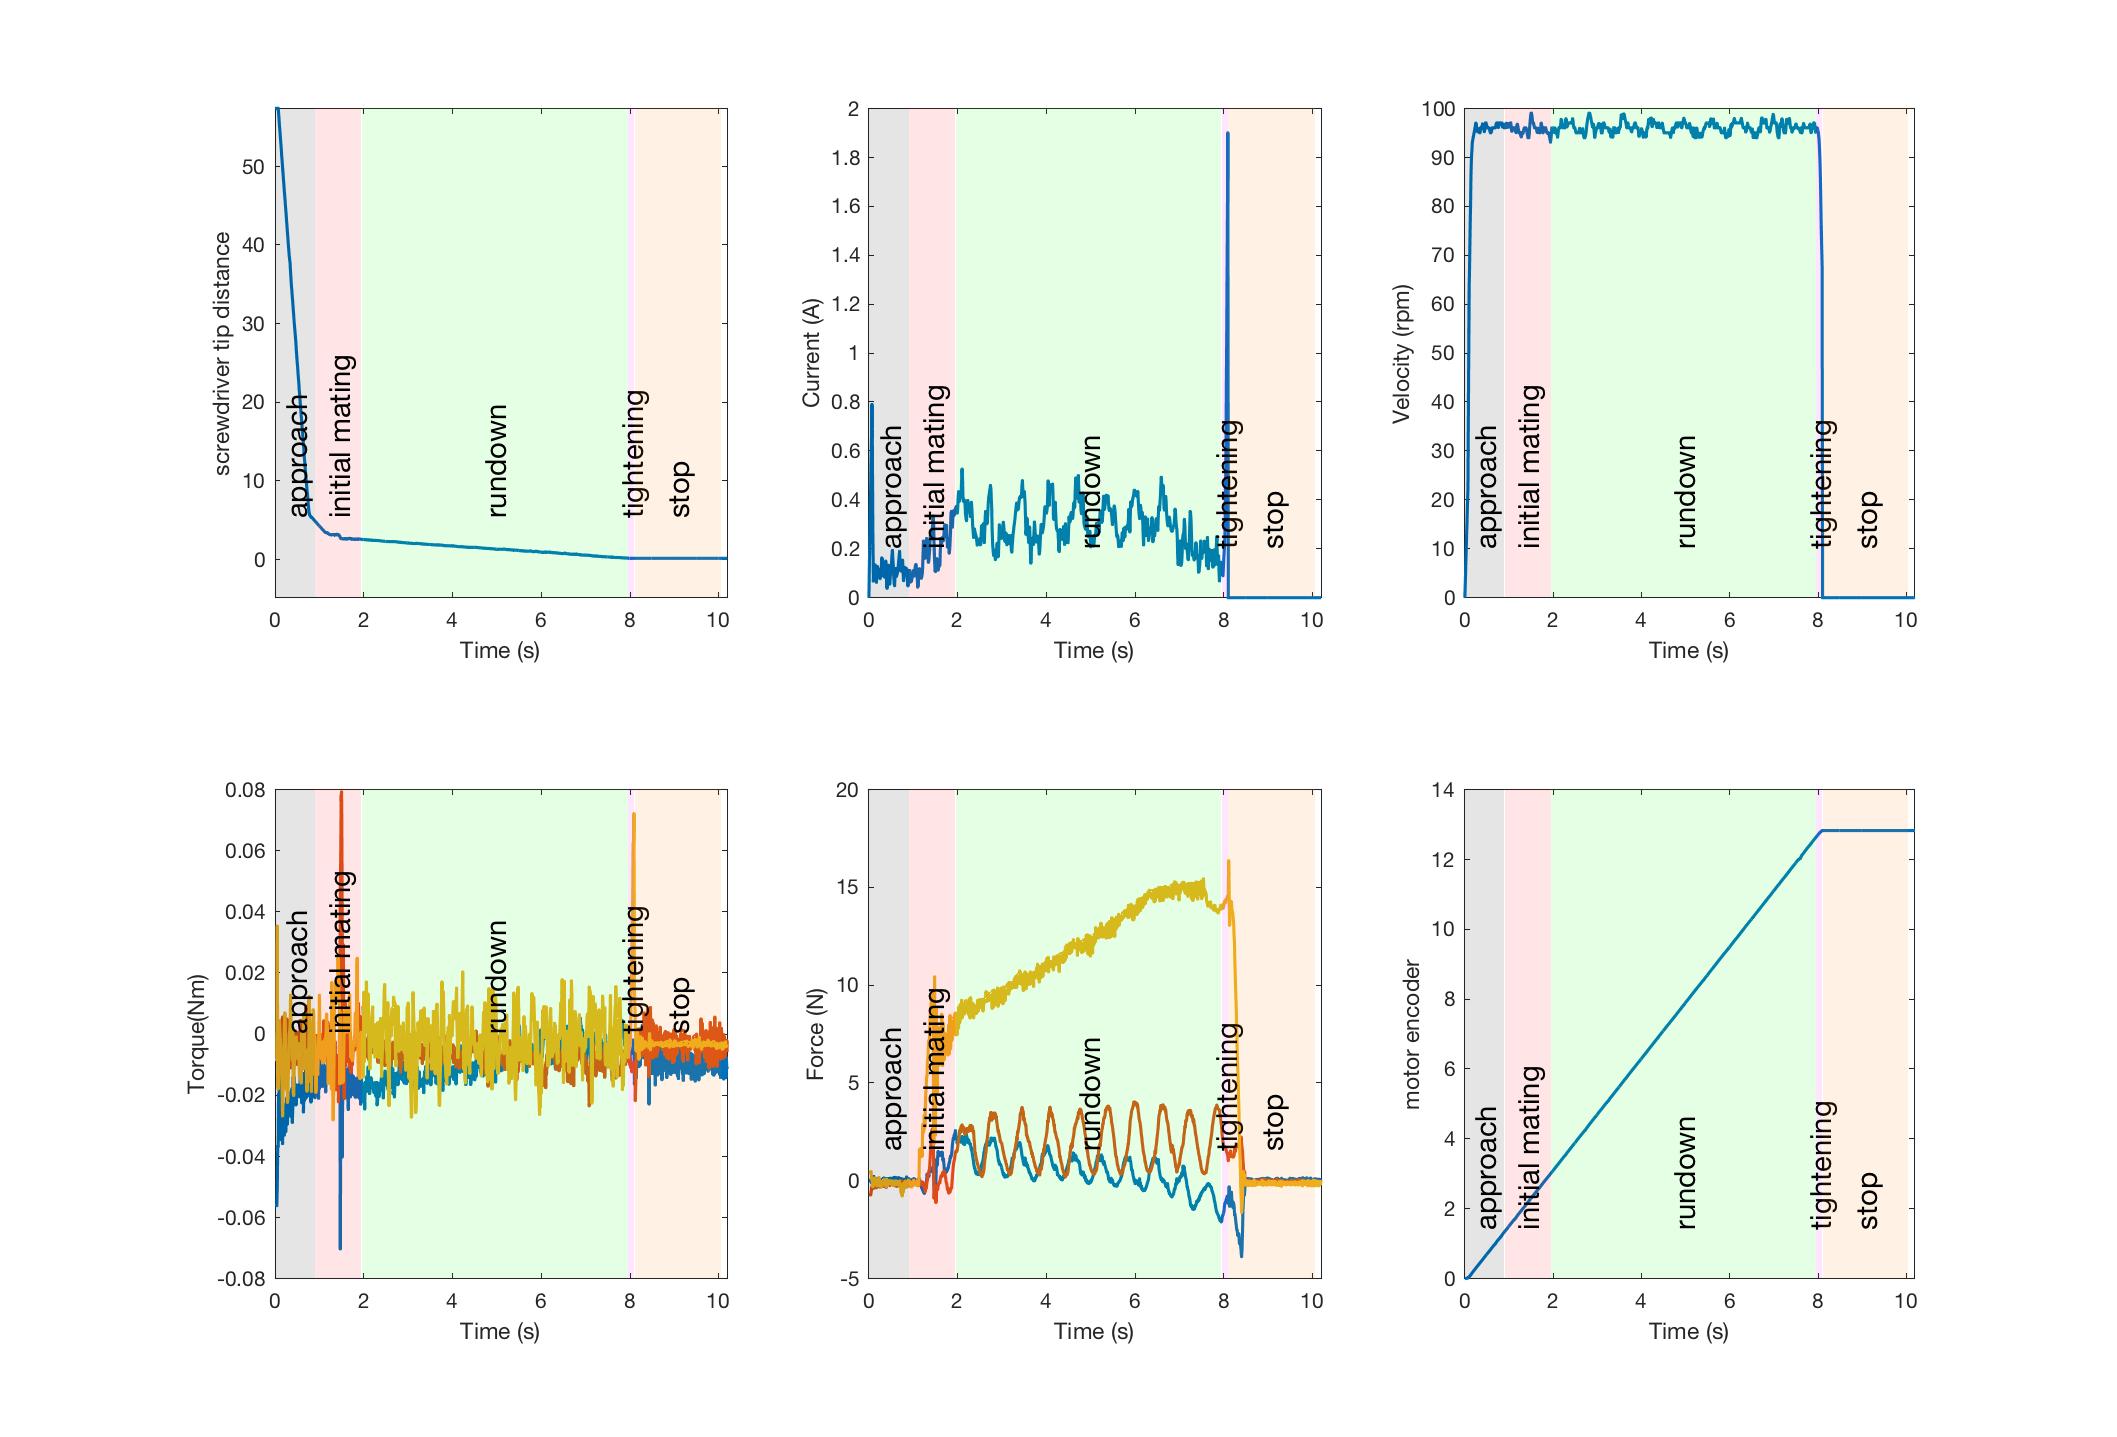 screwdriver tip distance
50
40
30
20
10
0
approach
initial mating
rundown
tightening
stop
0 2 4 6 8 10
Time (s)
Current (A)
2
1.8
1.6
1.4
1.2
1
0.8
0.6
0.4
0.2
0
approach
initial mating
rundown
tightening
stop
0 2 4 6 8 10
Time (s)
Velocity (rpm)
100
90
80
70
60
50
40
30
20
10
0
approach
initial mating
rundown
tightening
stop
0 2 4 6 8 10
Time (s)
Torque(Nm)
0.08
0.06
0.04
0.02
0
-0.02
-0.04
-0.06
-0.08
approach
initial mating
rundown
tightening
stop
0 2 4 6 8 10
Time (s)
Force (N)
20
15
10
5
0
-5
approach
initial mating
rundown
tightening
stop
0 2 4 6 8 10
Time (s)
motor encoder
14
12
10
8
6
4
2
0
approach
initial mating
rundown
tightening
stop
0 2 4 6 8 10
Time (s)